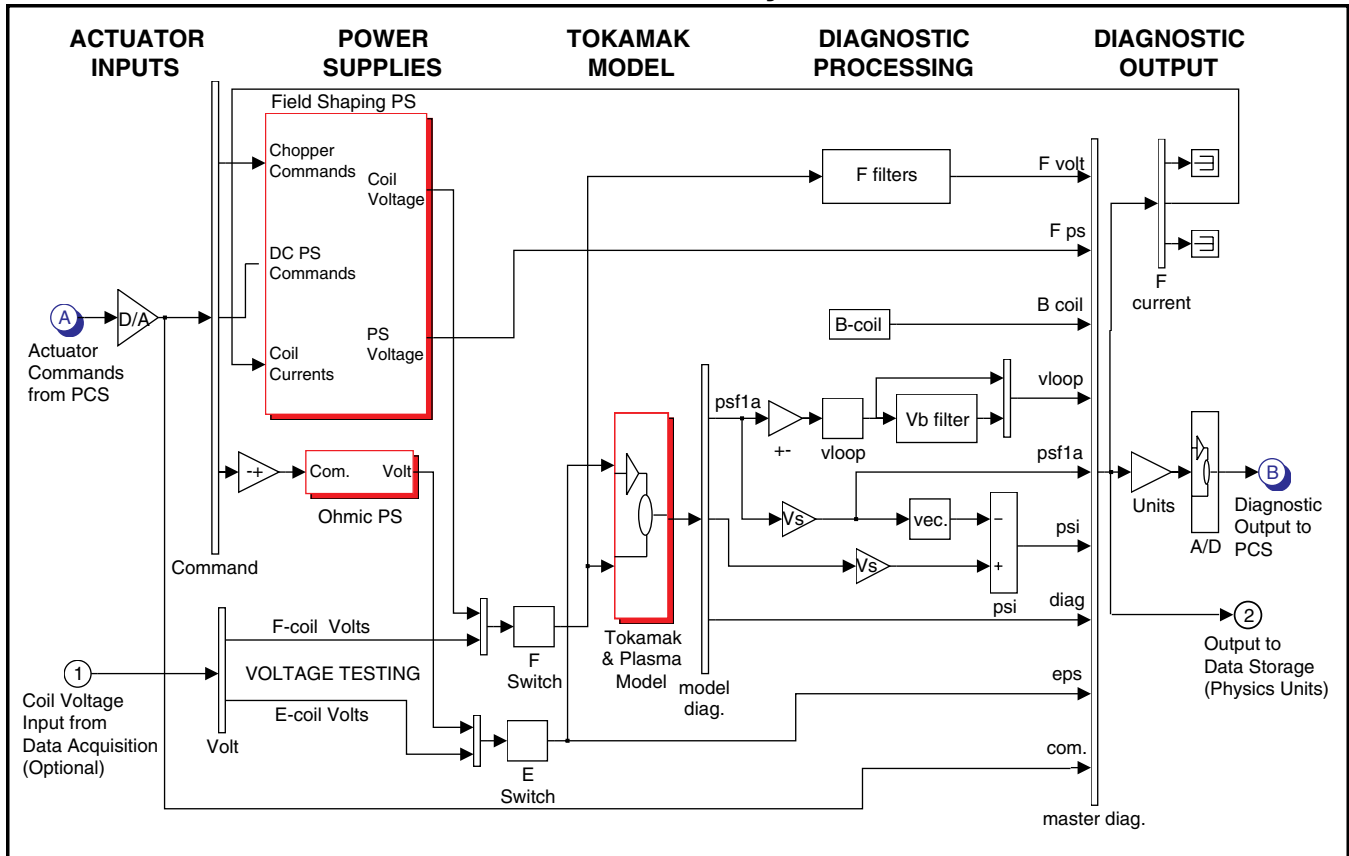 ACTUATOR
INPUTS
POWER
SUPPLIES
TOKAMAK
MODEL
DIAGNOSTIC
PROCESSING
DIAGNOSTIC
OUTPUT
Field Shaping PS
Chopper
Commands
Coil
Voltage
DC PS
Commands
PS
Voltage
Coil
Currents
A
D/A
Actuator
Commands
from PCS
-+
Com.
Volt
Ohmic PS
Command
F-coil Volts
VOLTAGE TESTING
E-coil Volts
1
Coil Voltage
Input from
Data Acquisition
(Optional)
Volt
F
Switch
E
Switch
Tokamak
& Plasma
Model
model
diag.
F filters
B-coil
psf1a
+-
vloop
Vb filter
Vs
vec.
−
Vs
+
psi
F volt
F ps
B coil
vloop
psf1a
psi
diag
eps
com.
master diag.
F
current
Units
A/D
B
Diagnostic
Output to
PCS
2
Output to
Data Storage
(Physics Units)